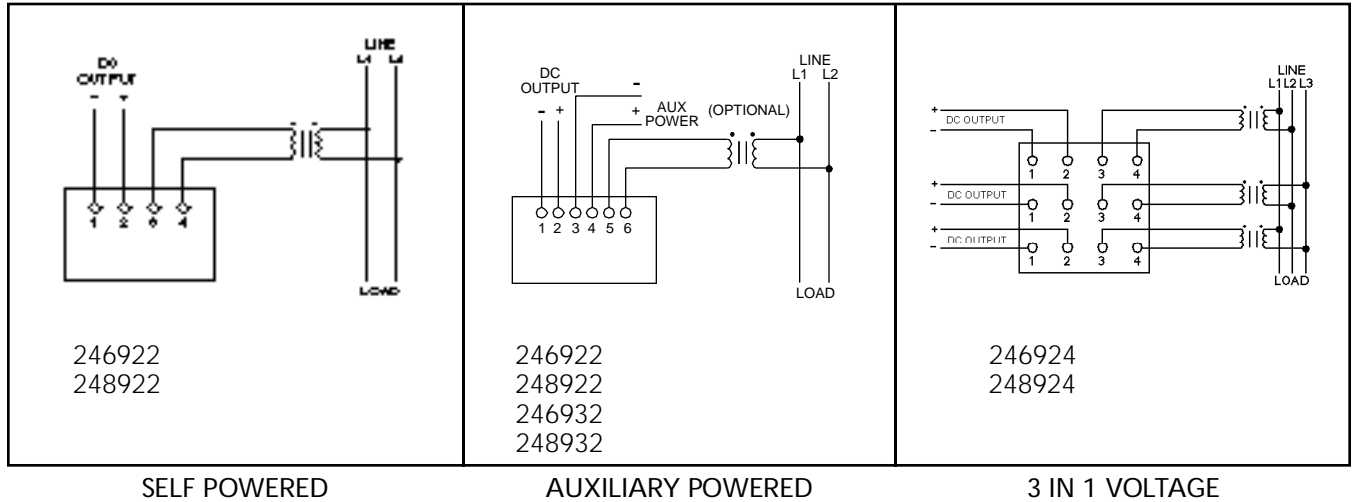 LINE
L1 L2
DC
OUTPUT
- +
1 2 3 4
LOAD
246922
248922
SELF POWERED
LINE
L1 L2
DC
OUTPUT
- +
-
+
AUX
POWER
(OPTIONAL)
1 2 3 4 5 6
LOAD
246922
248922
246932
248932
AUXILIARY POWERED
LINE
L1 L2 L3
+
DC OUTPUT
-
1 2 3 4
+
DC OUTPUT
-
1 2 3 4
+
DC OUTPUT
-
1 2 3 4
LOAD
246924
248924
3 IN 1 VOLTAGE